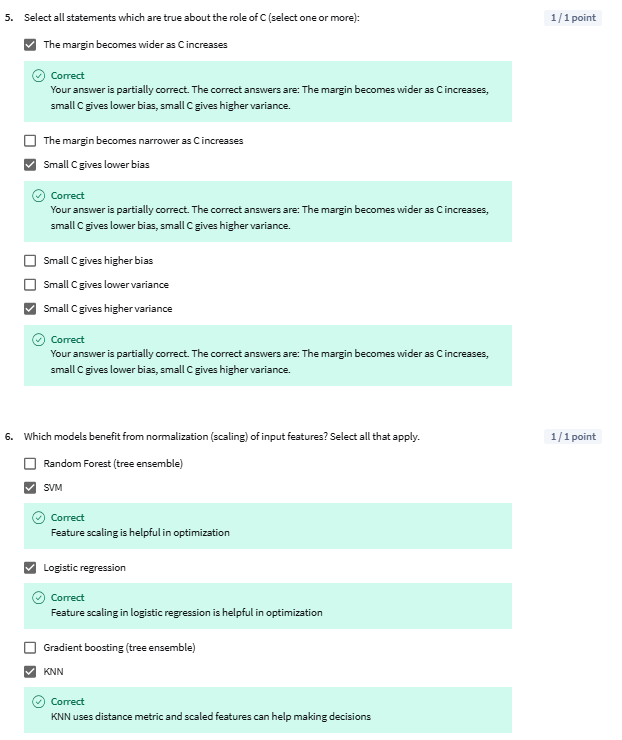 5. Select all statements which are true about the role of C (select one or more):
1 / 1 point
The margin becomes wider as C increases
Correct
Your answer is partially correct. The correct answers are: The margin becomes wider as C increases,
small C gives lower bias, small C gives higher variance.
The margin becomes narrower as C increases
Small C gives lower bias
Correct
Your answer is partially correct. The correct answers are: The margin becomes wider as C increases,
small C gives lower bias, small C gives higher variance.
Small C gives higher bias
Small C gives lower variance
Small C gives higher variance
Correct
Your answer is partially correct. The correct answers are: The margin becomes wider as C increases,
small C gives lower bias, small C gives higher variance.
6. Which models benefit from normalization (scaling) of input features? Select all that apply.
1 / 1 point
Random Forest (tree ensemble)
SVM
Correct
Feature scaling is helpful in optimization
Logistic regression
Correct
Feature scaling in logistic regression is helpful in optimization
Gradient boosting (tree ensemble)
KNN
Correct
KNN uses distance metric and scaled features can help making decisions